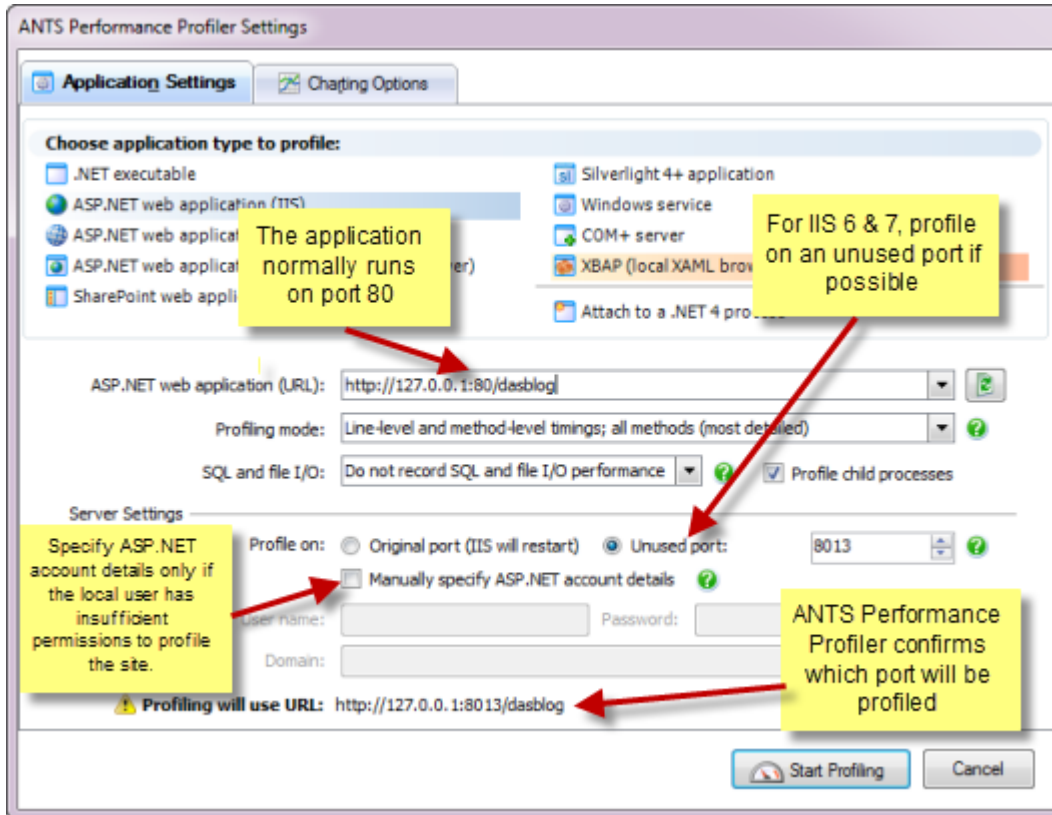 ANTS Performance Profiler Settings
Application Settings
Charting Options
Choose application type to profile:
.NET executable
Silverlight 4+ application
ASP.NET web application (IIS)
Windows service
ASP.NET web
COM+ server
ASP.NET web
XBAP (local XAML
SharePoint web
Attach to a .NET 4
The application
normally runs
on port 80
For IIS 6 & 7, profile
on an unused port if
possible
ASP.NET web application (URL): http://127.0.0.1:80/dasblog
Profiling mode: Line-level and method-level timings; all methods (most detailed)
SQL and file I/O: Do not record SQL and file I/O performance Profile child processes
Server Settings
Profile on: Original port (IIS will restart) Unused port: 8013
Manually specify ASP.NET account details
Specify ASP.NET
account details only if
the local user has
insufficient
permissions to profile
the site.
User name: Password:
Domain:
ANTS Performance
Profiler confirms
which port will be
profiled
Profiling will use URL: http://127.0.0.1:8013/dasblog
Start Profiling
Cancel